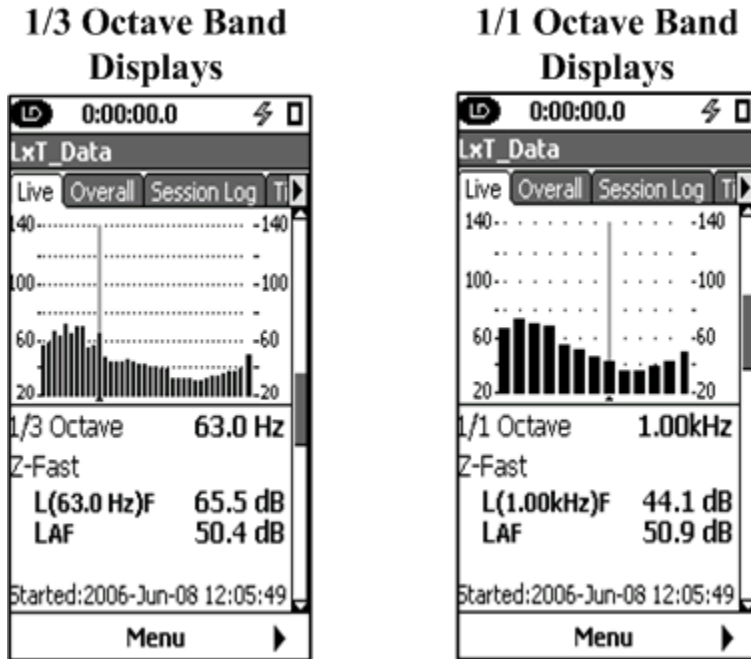 1/3 Octave Band
Displays
0:00:00.0
LxT_Data
Live Overall Session Log Ti
140 -140
100 -100
60 -60
20 -20
1/3 Octave 63.0 Hz
Z-Fast
L(63.0 Hz)F 65.5 dB
LAF 50.4 dB
Started:2006-Jun-08 12:05:49
Menu
1/1 Octave Band
Displays
0:00:00.0
LxT_Data
Live Overall Session Log Ti
140 -140
100 -100
60 -60
20 -20
1/1 Octave 1.00kHz
Z-Fast
L(1.00kHz)F 44.1 dB
LAF 50.9 dB
Started:2006-Jun-08 12:05:49
Menu